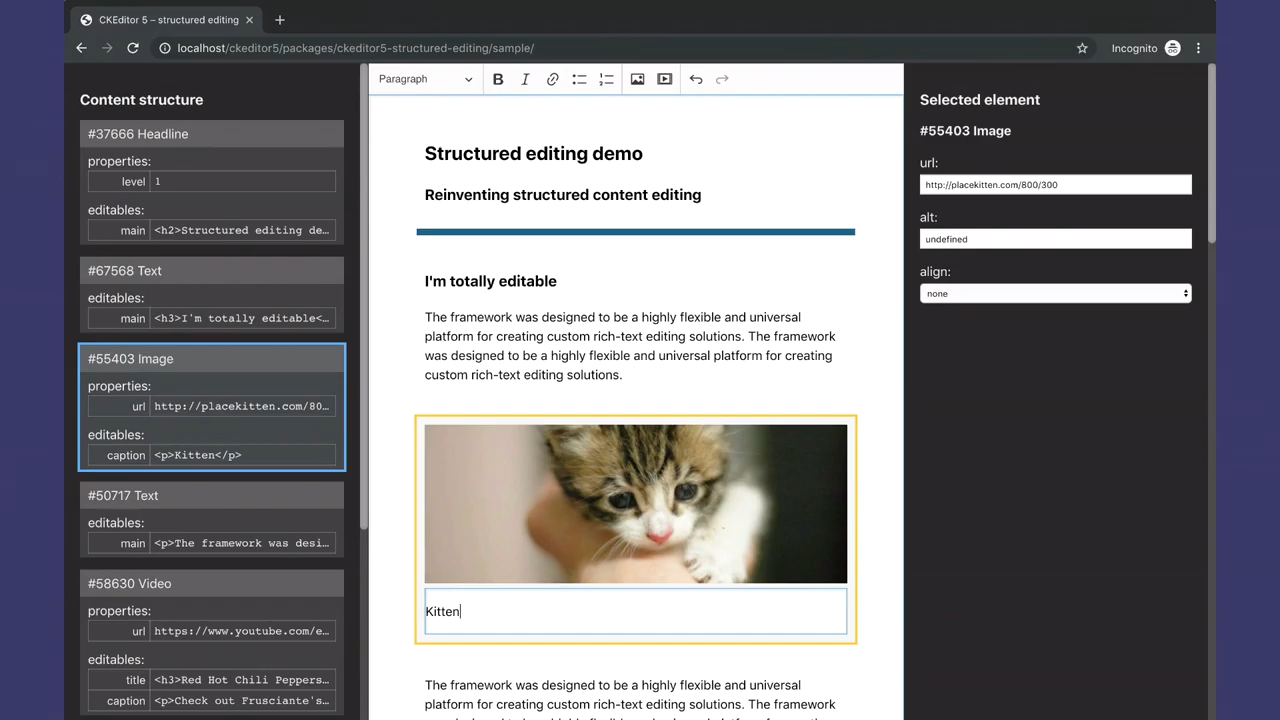 CKEditor 5 – structured editing
localhost/ckeditor5/packages/ckeditor5-structured-editing/sample/
Incognito
Content structure
#37666 Headline
properties:
level 1
editables:
main <h2>Structured editing de…
#67568 Text
editables:
main <h3>I'm totally editable<…
#55403 Image
properties:
url http://placekitten.com/80…
editables:
caption <p>Kitten</p>
#50717 Text
editables:
main <p>The framework was desi…
#58630 Video
properties:
url https://www.youtube.com/e…
editables:
title <h3>Red Hot Chili Peppers…
caption <p>Check out Frusciante's…
Paragraph
B I
Structured editing demo
Reinventing structured content editing
I'm totally editable
The framework was designed to be a highly flexible and universal
platform for creating custom rich-text editing solutions. The framework
was designed to be a highly flexible and universal platform for creating
custom rich-text editing solutions.
Kitten
The framework was designed to be a highly flexible and universal
platform for creating custom rich-text editing solutions. The framework
Selected element
#55403 Image
url:
http://placekitten.com/800/300
alt:
undefined
align:
none